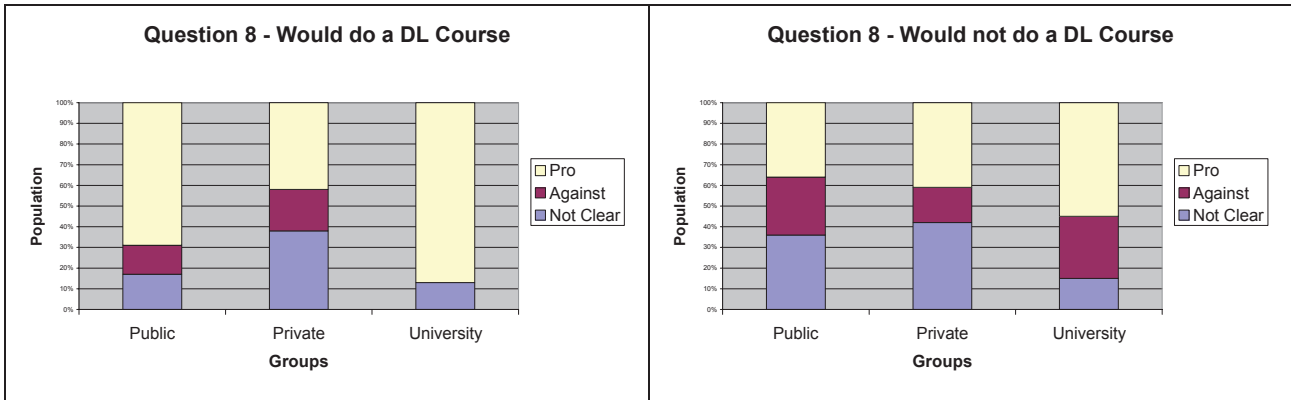 Question 8 - Would do a DL Course
100%
90%
80%
70%
60%
50%
40%
30%
20%
10%
0%
Population
Public Private University
Groups
Pro
Against
Not Clear
Question 8 - Would not do a DL Course
100%
90%
80%
70%
60%
50%
40%
30%
20%
10%
0%
Population
Public Private University
Groups
Pro
Against
Not Clear